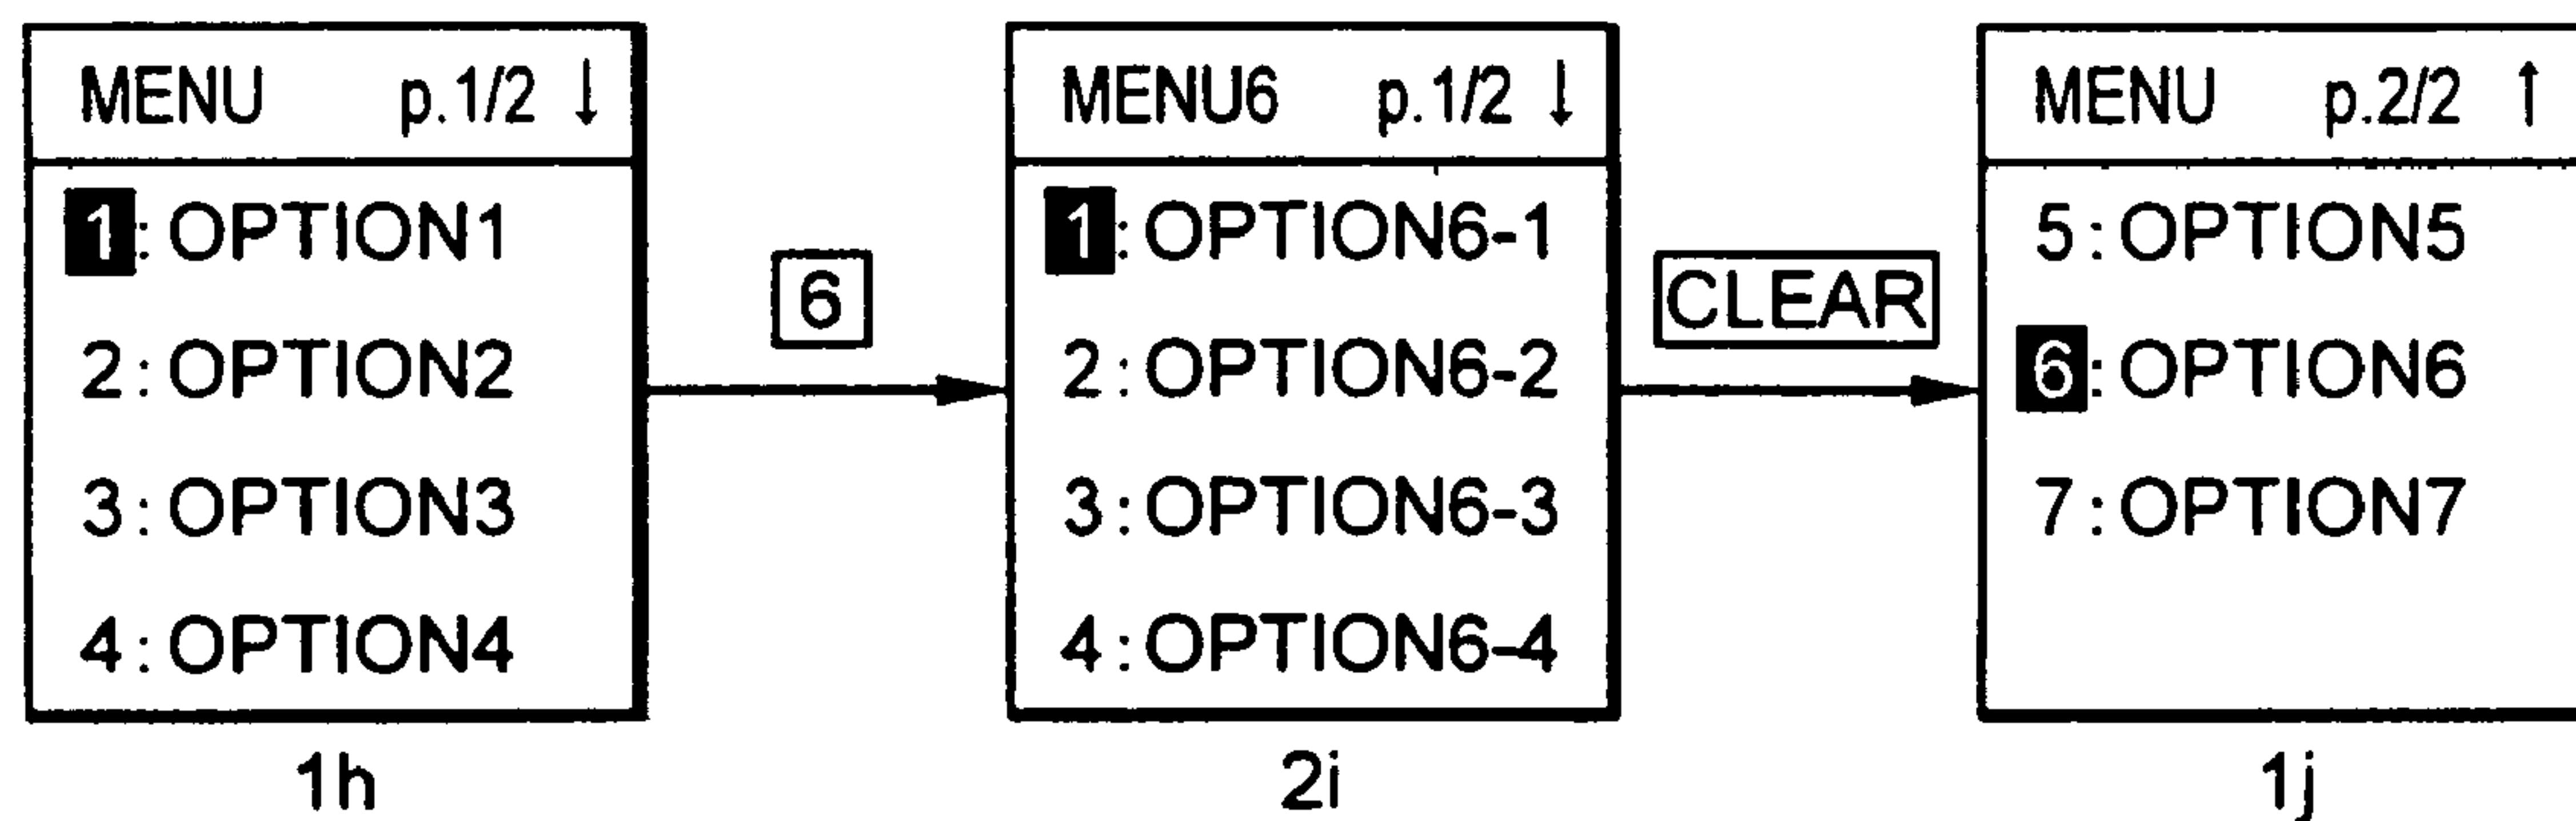 MENU p.1/2 ↓
1:OPTION1
2:OPTION2
3:OPTION3
4:OPTION4
1h
6
MENU6 p.1/2 ↓
1:OPTION6-1
2:OPTION6-2
3:OPTION6-3
4:OPTION6-4
2i
CLEAR
MENU p.2/2 ↑
5:OPTION5
6:OPTION6
7:OPTION7
1j